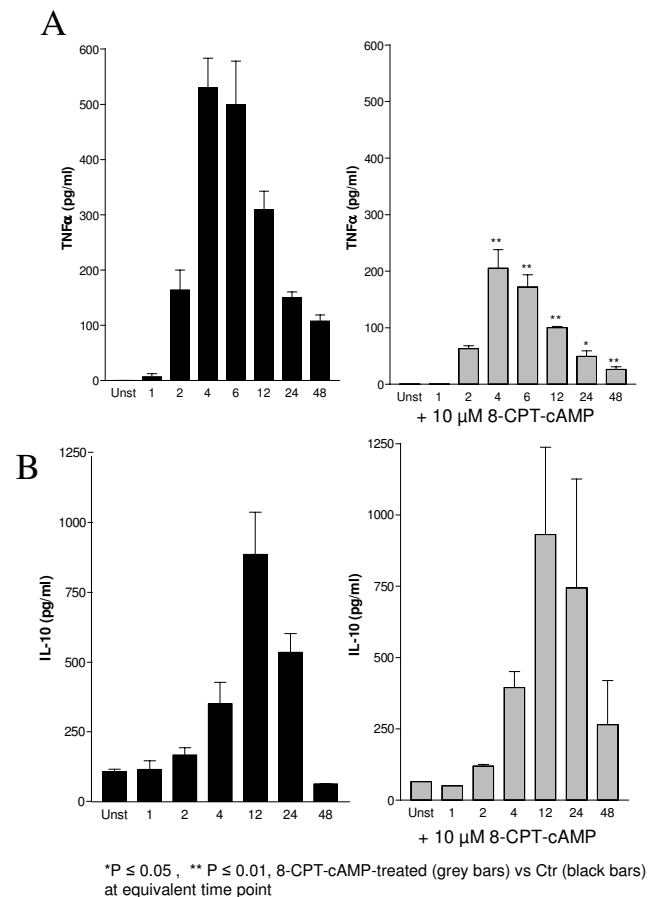 A
600
500
400
300
200
100
0
TNFα (pg/ml)
Unst 1 2 4 6 12 24 48
600
500
400
300
200
100
0
TNFα (pg/ml)
** ** ** * **
Unst 1 2 4 6 12 24 48
+ 10 µM 8-CPT-cAMP
B
1250
1000
750
500
250
0
IL-10 (pg/ml)
Unst 1 2 4 12 24 48
1250
1000
750
500
250
0
IL-10 (pg/ml)
Unst 1 2 4 12 24 48
+ 10 µM 8-CPT-cAMP
*P ≤ 0.05 , ** P ≤ 0.01, 8-CPT-cAMP-treated (grey bars) vs Ctr (black bars)
at equivalent time point